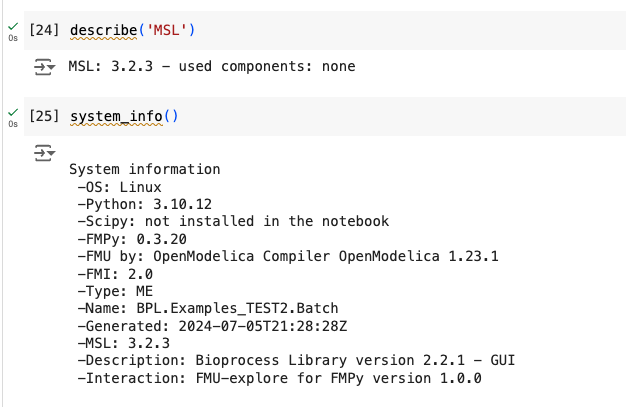 [24] describe('MSL')
0s
MSL: 3.2.3 – used components: none
[25] system_info()
0s
System information
–OS: Linux
–Python: 3.10.12
–Scipy: not installed in the notebook
–FMPy: 0.3.20
–FMU by: OpenModelica Compiler OpenModelica 1.23.1
–FMI: 2.0
–Type: ME
–Name: BPL.Examples_TEST2.Batch
–Generated: 2024-07-05T21:28:28Z
–MSL: 3.2.3
–Description: Bioprocess Library version 2.2.1 – GUI
–Interaction: FMU-explore for FMPy version 1.0.0